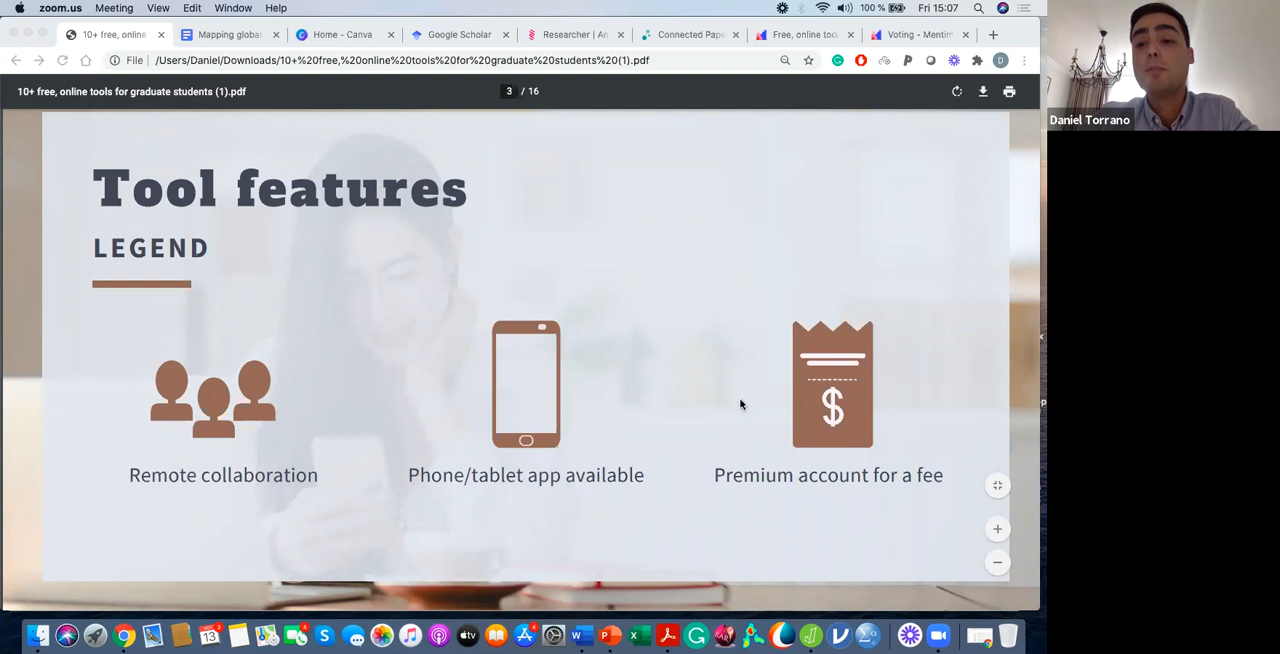 zoom.us Meeting View Edit Window Help 100 % Fri 15:07
10+ free, online Mapping global Home - Canva Google Scholar Researcher | An Connected Pape Free, online too Voting - Mentim
File /Users/Daniel/Downloads/10+%20free,%20online%20tools%20for%20graduate%20students%20(1).pdf D
10+ free, online tools for graduate students (1).pdf 3 / 16
Daniel Torrano
Tool features
LEGEND
$
Remote collaboration Phone/tablet app available Premium account for a fee